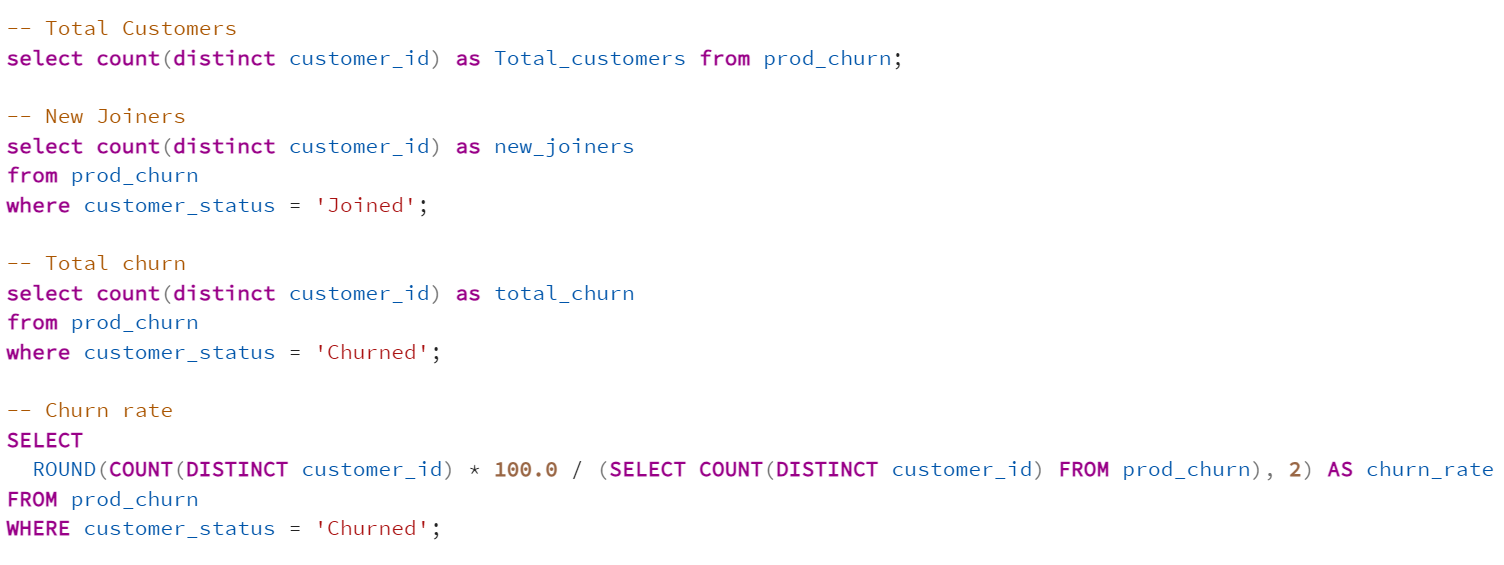 -- Total Customers
select count(distinct customer_id) as Total_customers from prod_churn;
-- New Joiners
select count(distinct customer_id) as new_joiners
from prod_churn
where customer_status = 'Joined';
-- Total churn
select count(distinct customer_id) as total_churn
from prod_churn
where customer_status = 'Churned';
-- Churn rate
SELECT
  ROUND(COUNT(DISTINCT customer_id) * 100.0 / (SELECT COUNT(DISTINCT customer_id) FROM prod_churn), 2) AS churn_rate
FROM prod_churn
WHERE customer_status = 'Churned';